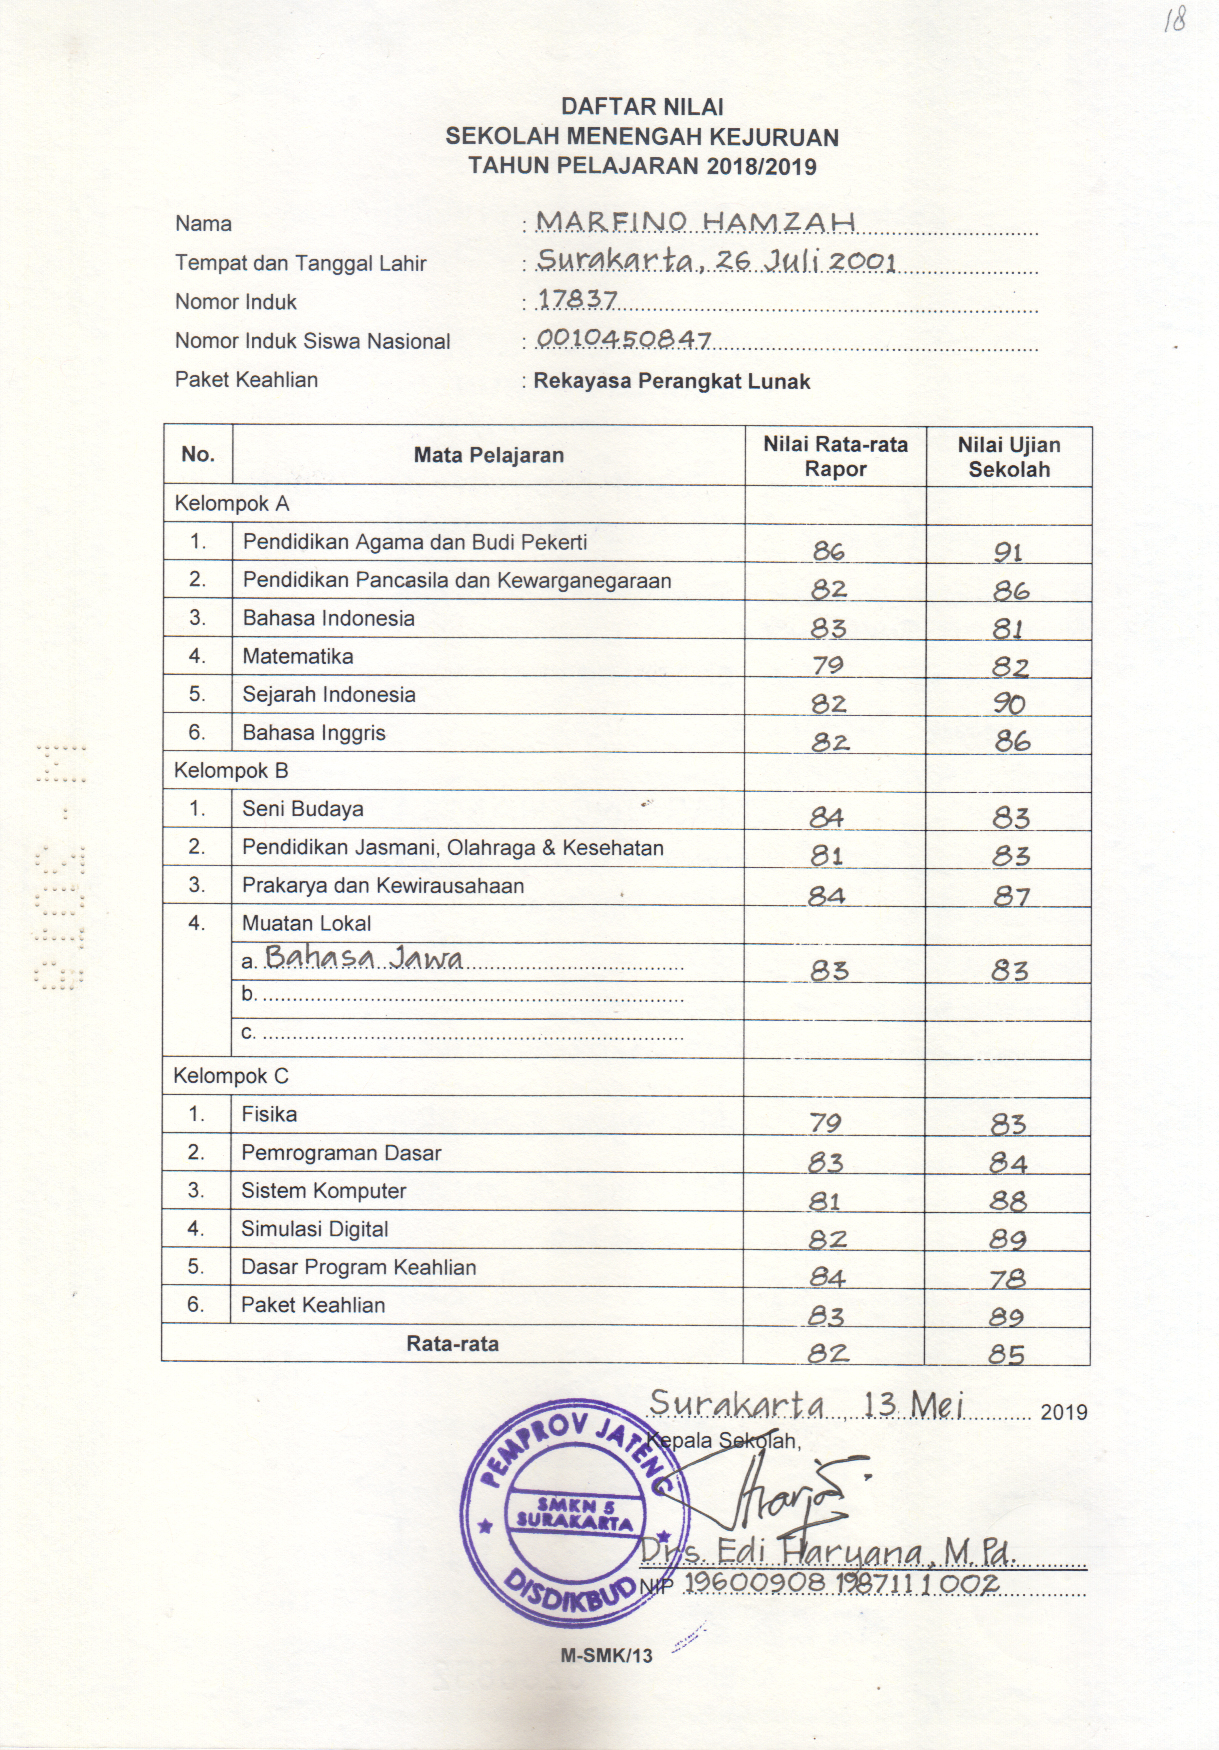 18
DAFTAR NILAI
SEKOLAH MENENGAH KEJURUAN
TAHUN PELAJARAN 2018/2019
Nama : MARFINO HAMZAH
Tempat dan Tanggal Lahir : Surakarta, 26 Juli 2001
Nomor Induk : 17837
Nomor Induk Siswa Nasional : 0010450847
Paket Keahlian : Rekayasa Perangkat Lunak
No. Mata Pelajaran Nilai Rata-rata Rapor Nilai Ujian Sekolah
Kelompok A
1. Pendidikan Agama dan Budi Pekerti 86 91
2. Pendidikan Pancasila dan Kewarganegaraan 82 86
3. Bahasa Indonesia 83 81
4. Matematika 79 82
5. Sejarah Indonesia 82 90
6. Bahasa Inggris 82 86
Kelompok B
1. Seni Budaya 84 83
2. Pendidikan Jasmani, Olahraga & Kesehatan 81 83
3. Prakarya dan Kewirausahaan 84 87
4. Muatan Lokal
a. Bahasa Jawa 83 83
b.
c.
Kelompok C
1. Fisika 79 83
2. Pemrograman Dasar 83 84
3. Sistem Komputer 81 88
4. Simulasi Digital 82 89
5. Dasar Program Keahlian 84 78
6. Paket Keahlian 83 89
Rata-rata 82 85
Surakarta, 13 Mei 2019
Kepala Sekolah,
PEMPROV JATENG
SMKN 5
SURAKARTA
DISDIKBUD
Drs. Edi Haryana, M.Pd.
NIP 19600908 198711 1 002
M-SMK/13